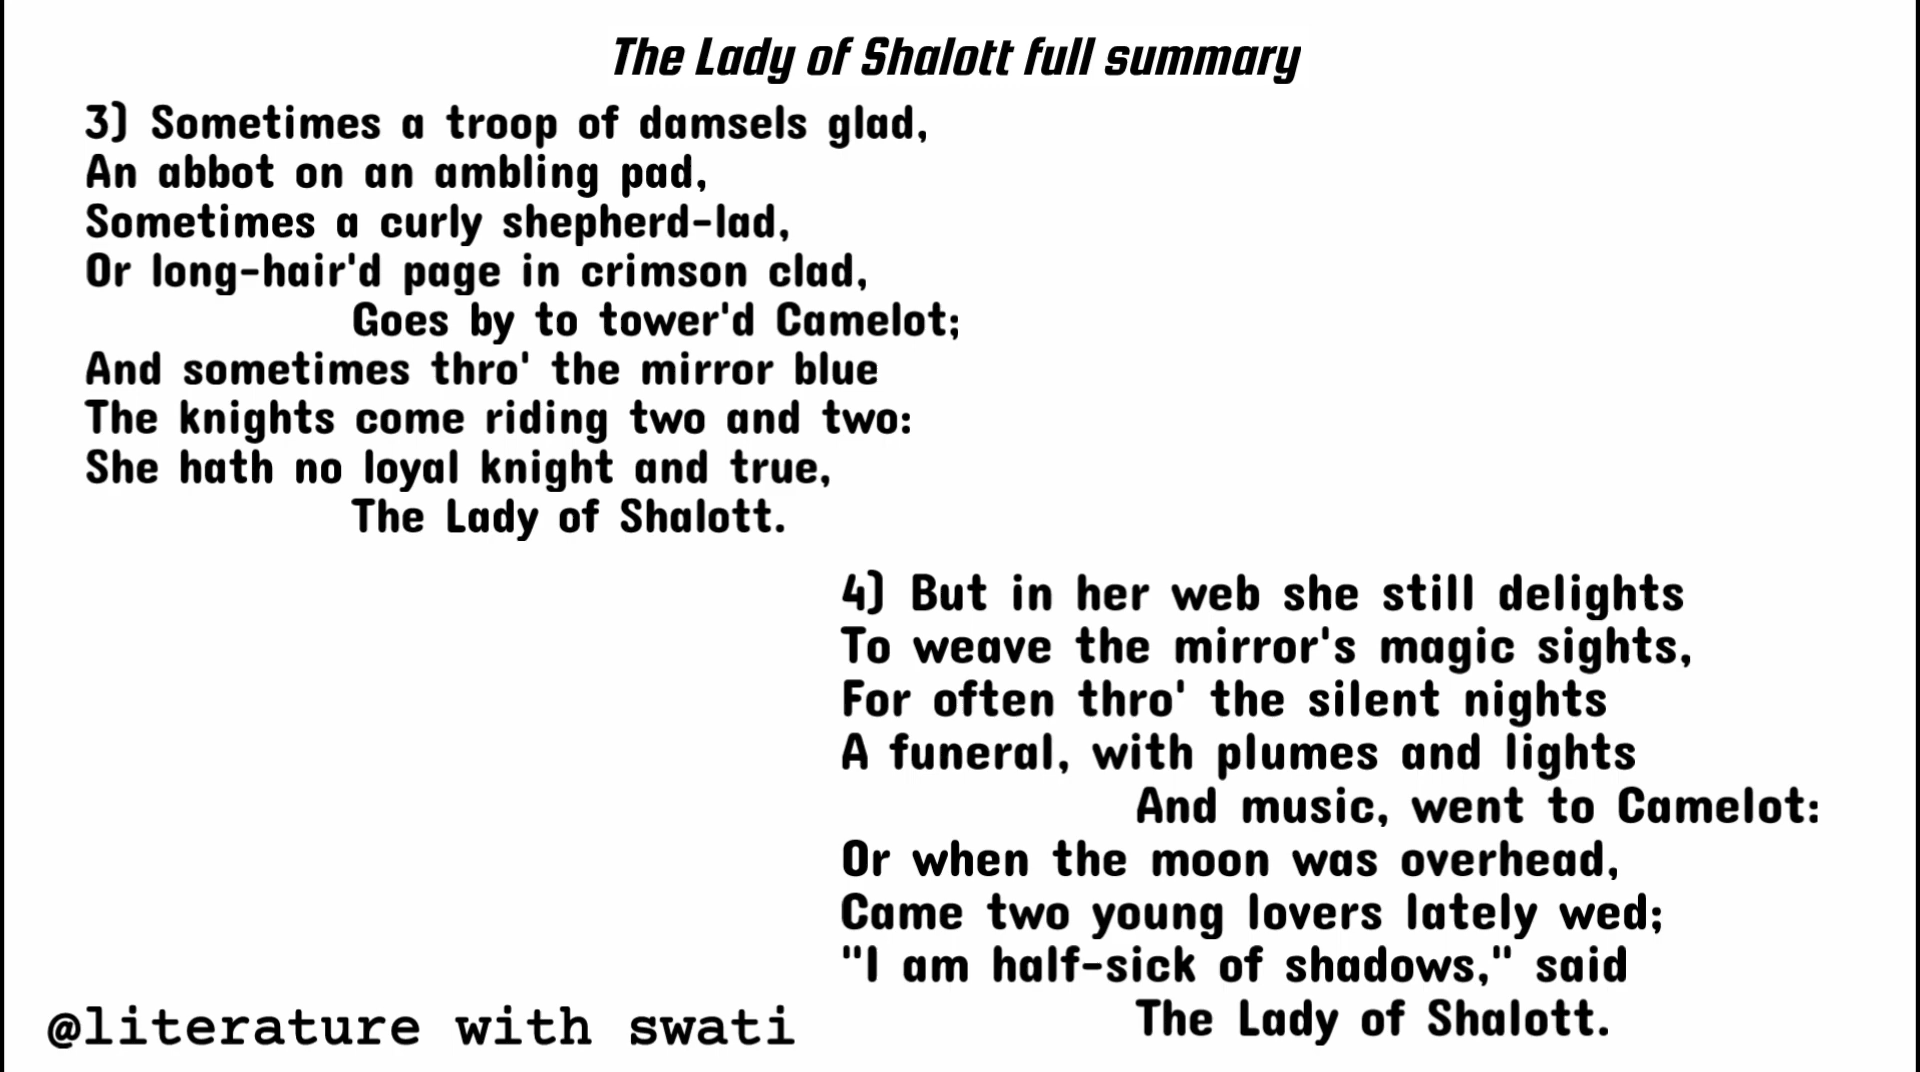 The Lady of Shalott full summary
3) Sometimes a troop of damsels glad,
An abbot on an ambling pad,
Sometimes a curly shepherd-lad,
Or long-hair'd page in crimson clad,
Goes by to tower'd Camelot;
And sometimes thro' the mirror blue
The knights come riding two and two:
She hath no loyal knight and true,
The Lady of Shalott.
4) But in her web she still delights
To weave the mirror's magic sights,
For often thro' the silent nights
A funeral, with plumes and lights
And music, went to Camelot:
Or when the moon was overhead,
Came two young lovers lately wed;
"I am half-sick of shadows," said
The Lady of Shalott.
@literature with swati